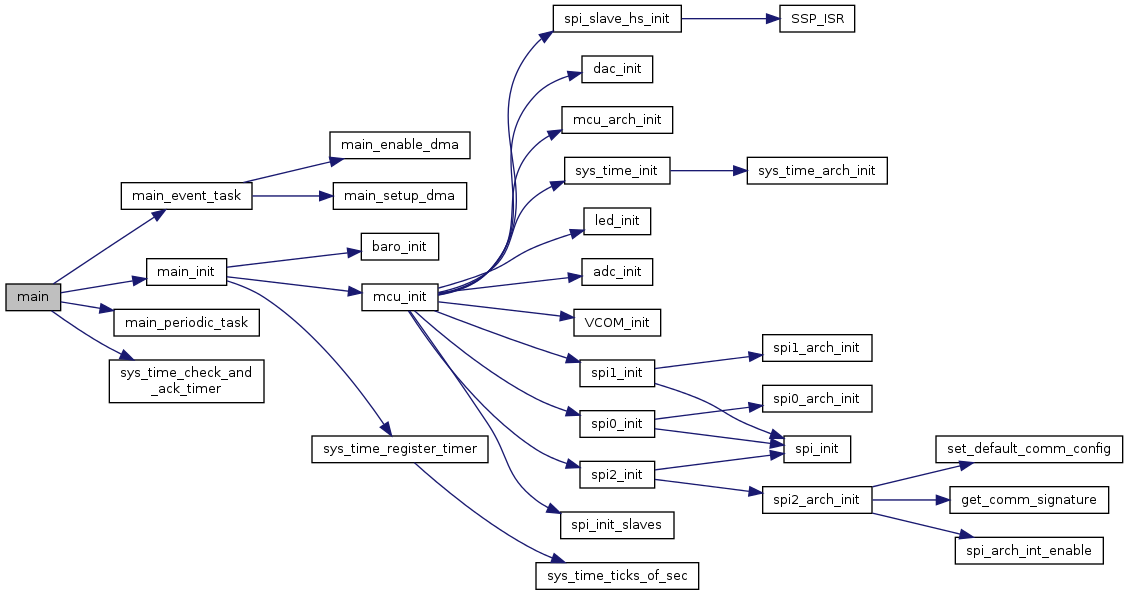 spi_slave_hs_init
SSP_ISR
dac_init
mcu_arch_init
main_enable_dma
sys_time_init
sys_time_arch_init
main_event_task
main_setup_dma
led_init
baro_init
main_init
adc_init
main
mcu_init
main_periodic_task
VCOM_init
spi1_arch_init
sys_time_check_and
_ack_timer
spi1_init
spi0_arch_init
spi0_init
sys_time_register_timer
spi_init
set_default_comm_config
spi2_init
spi2_arch_init
get_comm_signature
spi_init_slaves
spi_arch_int_enable
sys_time_ticks_of_sec